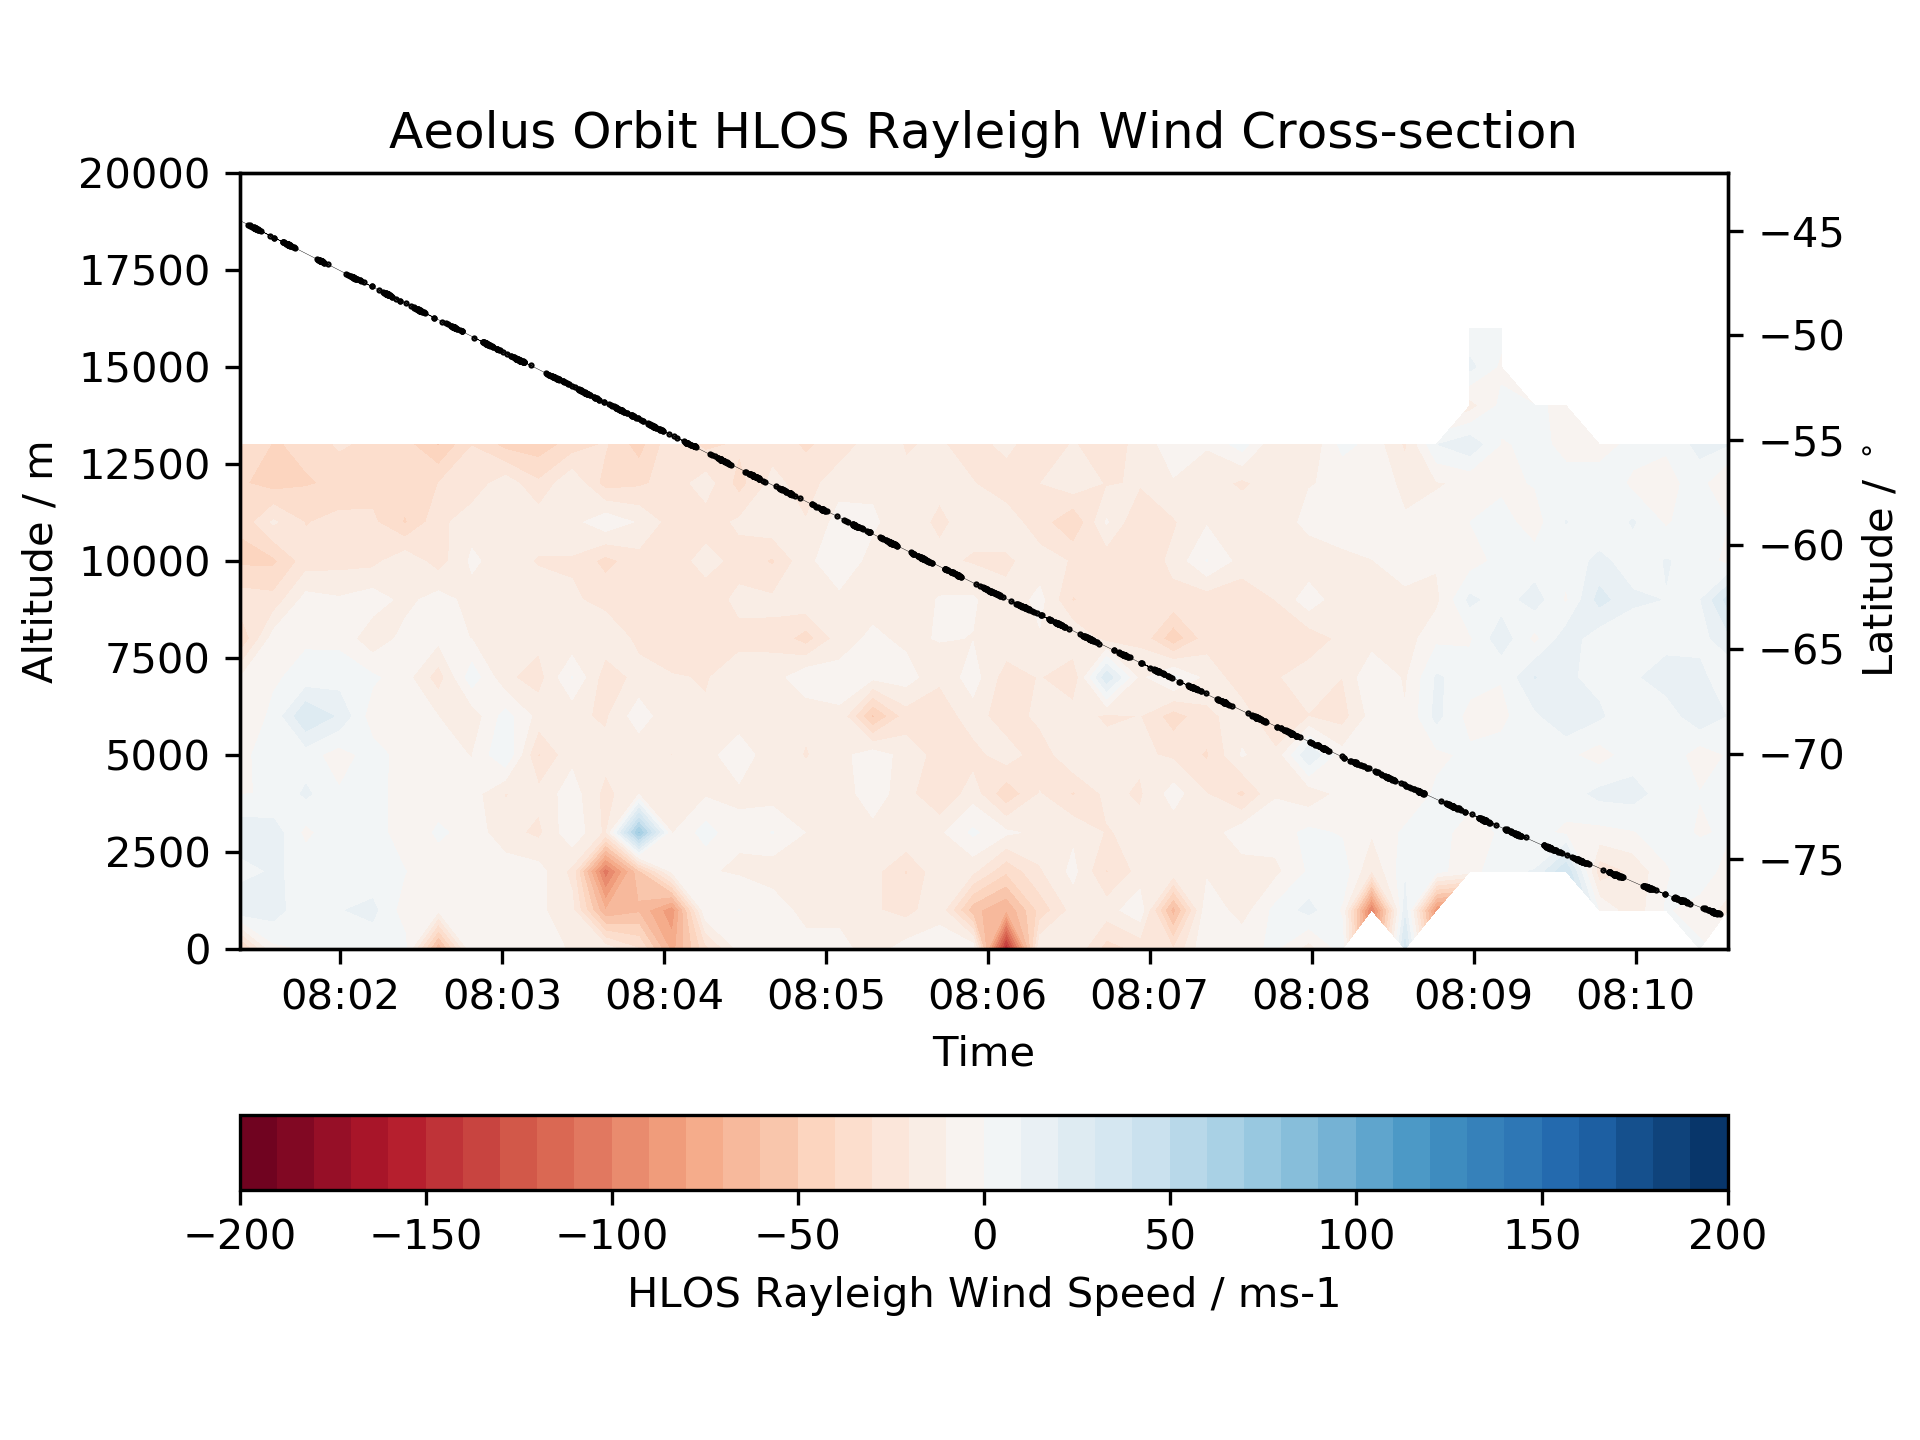 Aeolus Orbit HLOS Rayleigh Wind Cross-section
20000
17500
15000
12500
10000
7500
5000
2500
0
Altitude / m
−45
−50
−55
−60
−65
−70
−75
Latitude / °
08:02 08:03 08:04 08:05 08:06 08:07 08:08 08:09 08:10
Time
−200 −150 −100 −50 0 50 100 150 200
HLOS Rayleigh Wind Speed / ms-1